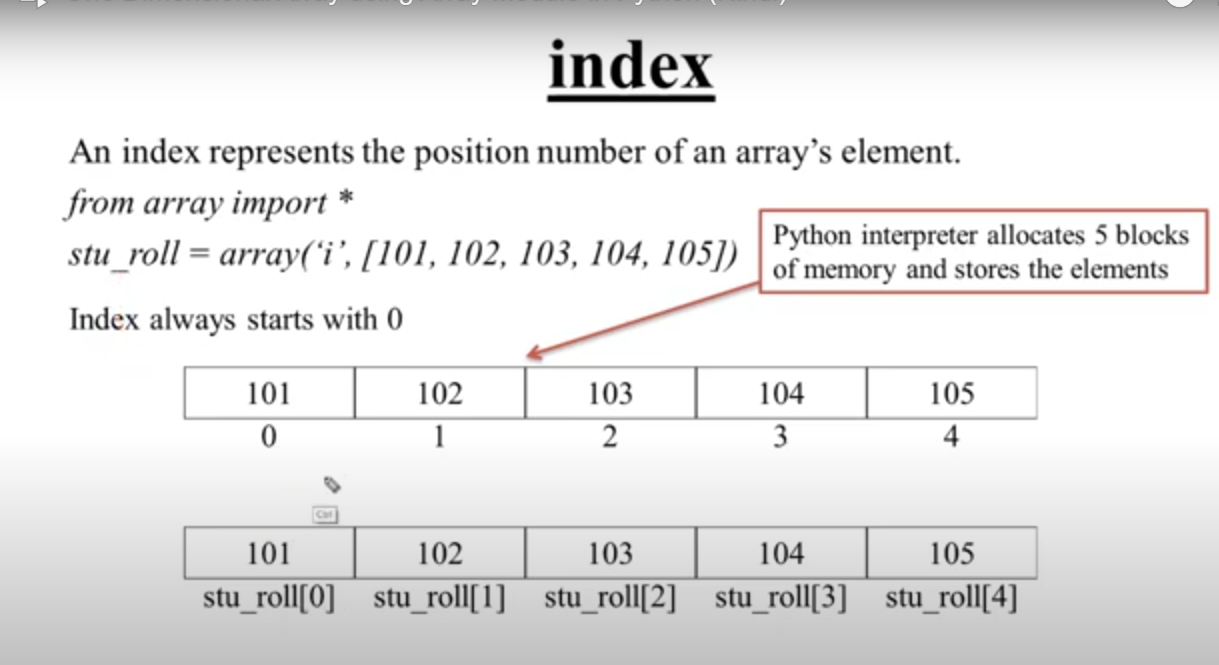 index
An index represents the position number of an array’s element.
from array import *
stu_roll = array(‘i’, [101, 102, 103, 104, 105])
Python interpreter allocates 5 blocks
of memory and stores the elements
Index always starts with 0
101 102 103 104 105
0 1 2 3 4
Ctrl
101 102 103 104 105
stu_roll[0] stu_roll[1] stu_roll[2] stu_roll[3] stu_roll[4]